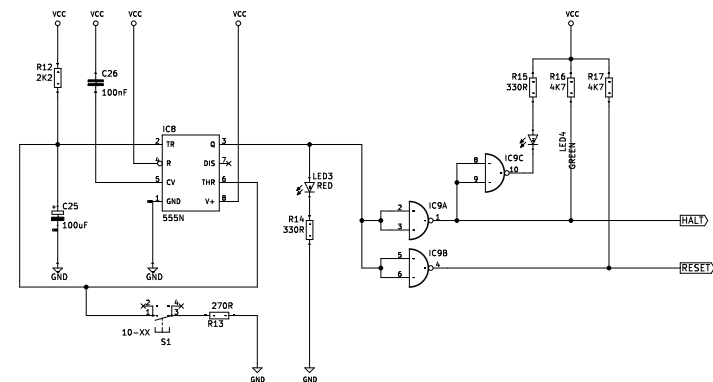 VCC VCC VCC VCC VCC
R12
2K2
C26
100nF
IC8
2 TR Q 3
4 R DIS 7
5 CV THR 6
1 GND V+ 8
555N
C25
100uF
GND GND
LED3
RED
R14
330R
R15
330R
R16
4K7
R17
4K7
LED4
GREEN
IC9C
8
9
10
IC9A
2
3
1
HALT
IC9B
5
6
4
RESET
2 4
1 3
10-XX
S1
270R
R13
GND GND